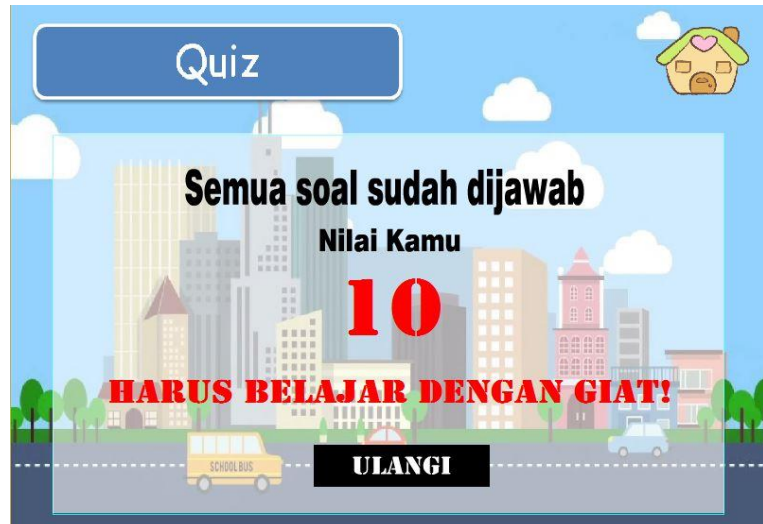 Quiz
Semua soal sudah dijawab
Nilai Kamu
10
HARUS BELAJAR DENGAN GIAT!
SCHOOL BUS
ULANGI